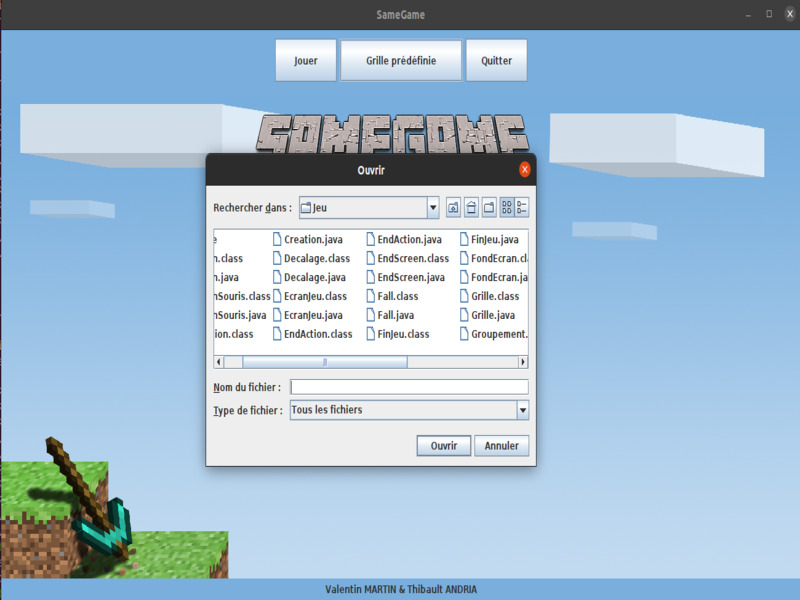 SameGame
Jouer
Grille prédéfinie
Quitter
SAMEGAME
Ouvrir
Rechercher dans :
Jeu
e
n.class
n.java
nSouris.class
nSouris.java
ion.class
Creation.java
Decalage.class
Decalage.java
EcranJeu.class
EcranJeu.java
EndAction.class
EndAction.java
EndScreen.class
EndScreen.java
Fall.class
Fall.java
FinJeu.class
FinJeu.java
FondEcran.cl
FondEcran.ja
Grille.class
Grille.java
Groupement.
Nom du fichier :
Type de fichier :
Tous les fichiers
Ouvrir
Annuler
Valentin MARTIN & Thibault ANDRIA